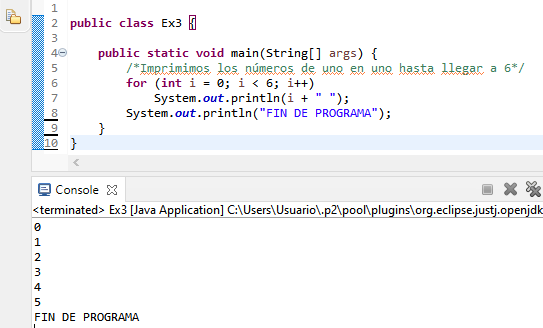 1
2 public class Ex3 {
3
4 public static void main(String[] args) {
5 /*Imprimimos los números de uno en uno hasta llegar a 6*/
6 for (int i = 0; i < 6; i++)
7 System.out.println(i + " ");
8 System.out.println("FIN DE PROGRAMA");
9 }
10 }
Console
<terminated> Ex3 [Java Application] C:\Users\Usuario\.p2\pool\plugins\org.eclipse.justj.openjdk
0
1
2
3
4
5
FIN DE PROGRAMA